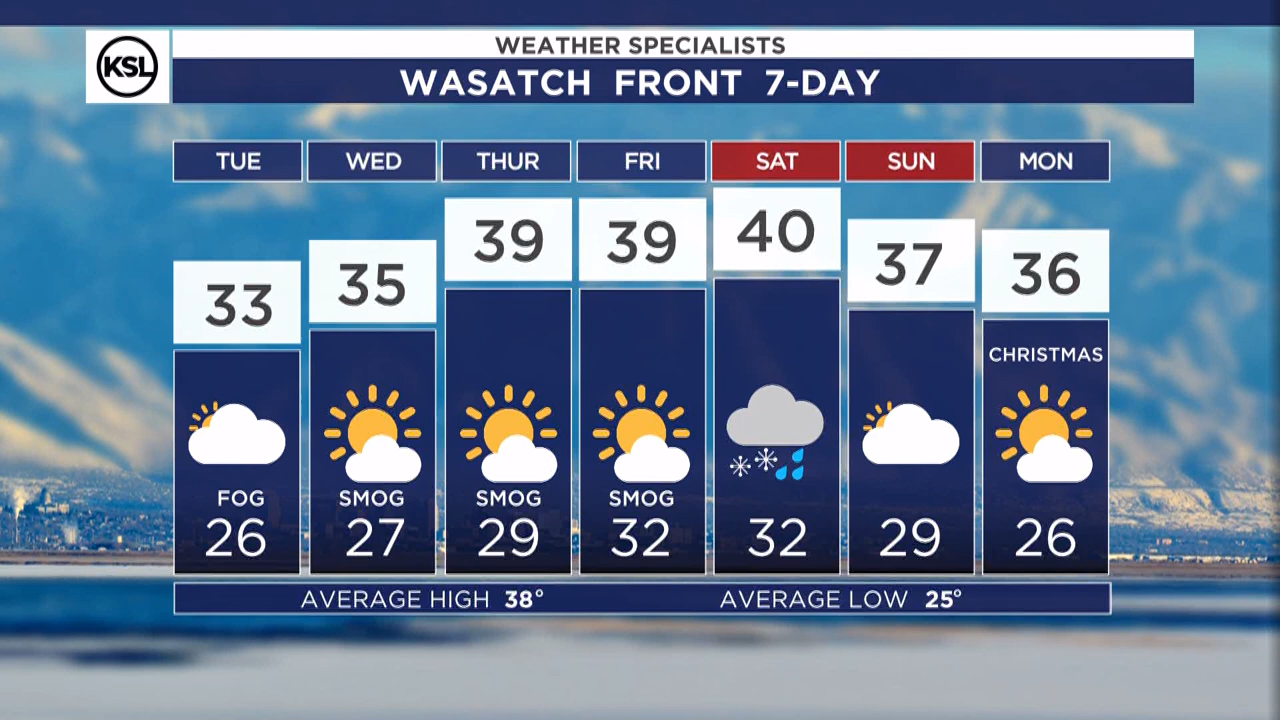 KSL
WEATHER SPECIALISTS
WASATCH FRONT 7-DAY
TUE WED THUR FRI SAT SUN MON
33 35 39 39 40 37 36
CHRISTMAS
FOG SMOG SMOG SMOG
26 27 29 32 32 29 26
AVERAGE HIGH 38° AVERAGE LOW 25°